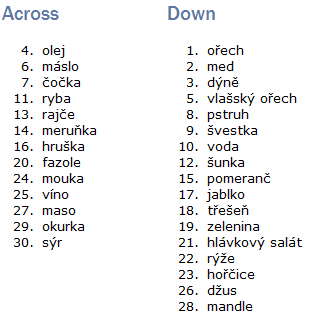 Across
4. olej
6. máslo
7. čočka
11. ryba
13. rajče
14. meruňka
16. hruška
20. fazole
24. mouka
25. víno
27. maso
29. okurka
30. sýr
Down
1. ořech
2. med
3. dýně
5. vlašský ořech
8. pstruh
9. švestka
10. voda
12. šunka
15. pomeranč
17. jablko
18. třešeň
19. zelenina
21. hlávkový salát
22. rýže
23. hořčice
26. džus
28. mandle